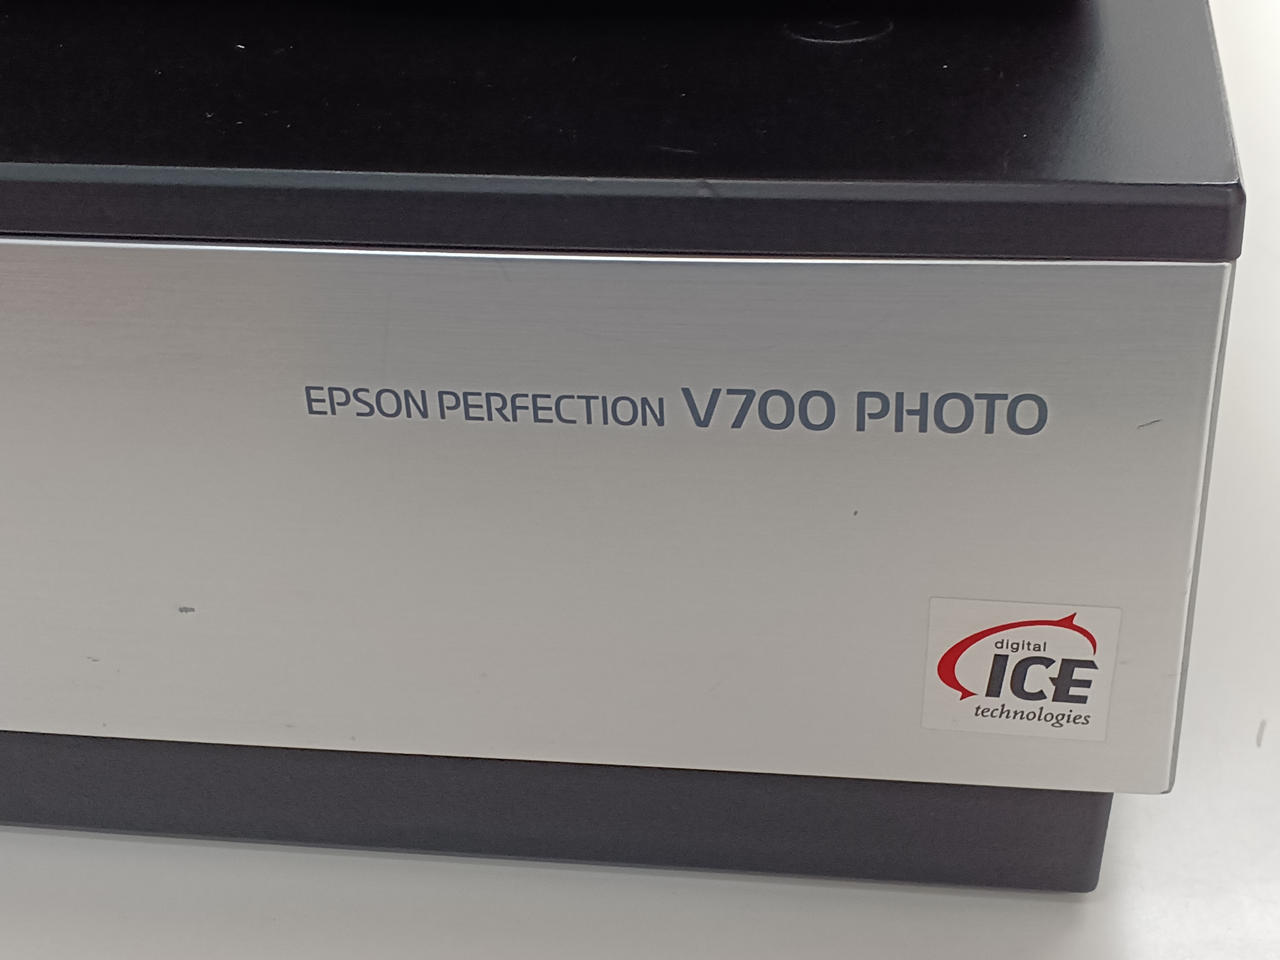 EPSON PERFECTION V700 PHOTO
digital
ICE
technologies